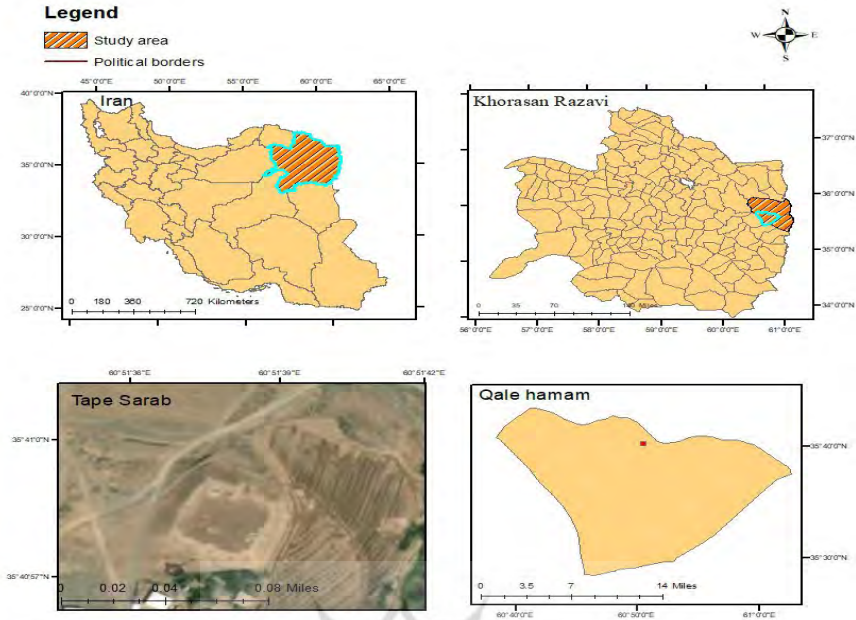 Legend
Study area
Political borders
N
W E
S
45°0'0"E 50°0'0"E 55°0'0"E 60°0'0"E 65°0'0"E
40°0'0"N
35°0'0"N
30°0'0"N
25°0'0"N
Iran
0 180 360 720 Kilometers
Khorasan Razavi
37°0'0"N
36°0'0"N
35°0'0"N
34°0'0"N
0 35 70 140 Miles
56°0'0"E 57°0'0"E 58°0'0"E 59°0'0"E 60°0'0"E 61°0'0"E
60°51'36"E 60°51'39"E 60°51'42"E
Tape Sarab
35°41'0"N
35°40'57"N
0 0.02 0.04 0.08 Miles
Qale hamam
35°40'0"N
35°30'0"N
0 3.5 7 14 Miles
60°40'0"E 60°50'0"E 61°0'0"E